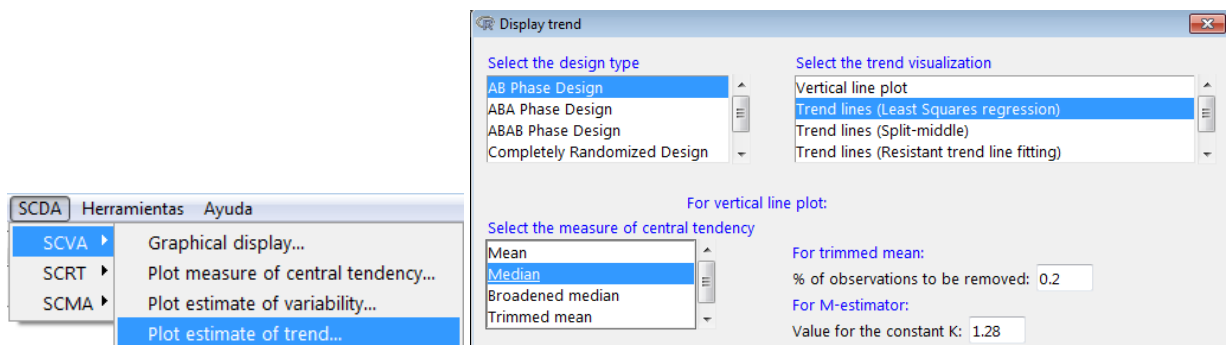 SCDA Herramientas Ayuda
SCVA
SCRT
SCMA
Graphical display...
Plot measure of central tendency...
Plot estimate of variability...
Plot estimate of trend...
Display trend
Select the design type
AB Phase Design
ABA Phase Design
ABAB Phase Design
Completely Randomized Design
Select the trend visualization
Vertical line plot
Trend lines (Least Squares regression)
Trend lines (Split-middle)
Trend lines (Resistant trend line fitting)
For vertical line plot:
Select the measure of central tendency
Mean
Median
Broadened median
Trimmed mean
For trimmed mean:
% of observations to be removed: 0.2
For M-estimator:
Value for the constant K: 1.28